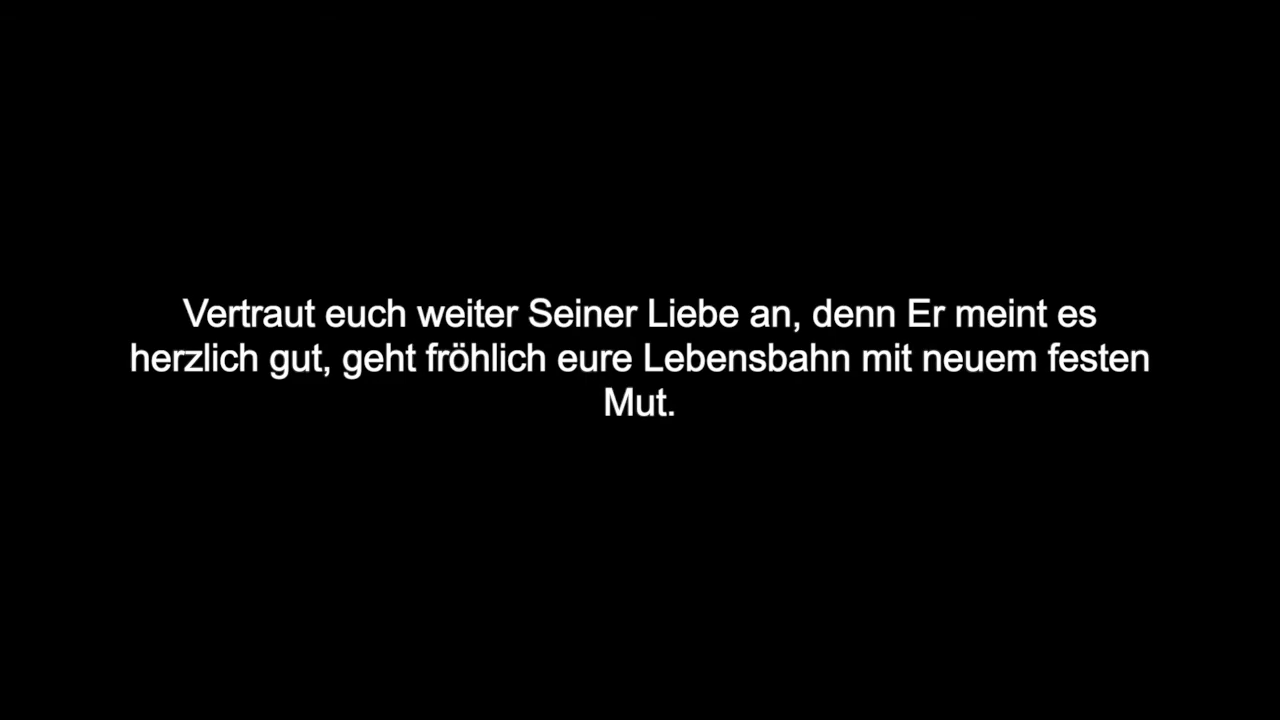 Vertraut euch weiter Seiner Liebe an, denn Er meint es
herzlich gut, geht fröhlich eure Lebensbahn mit neuem festen
Mut.